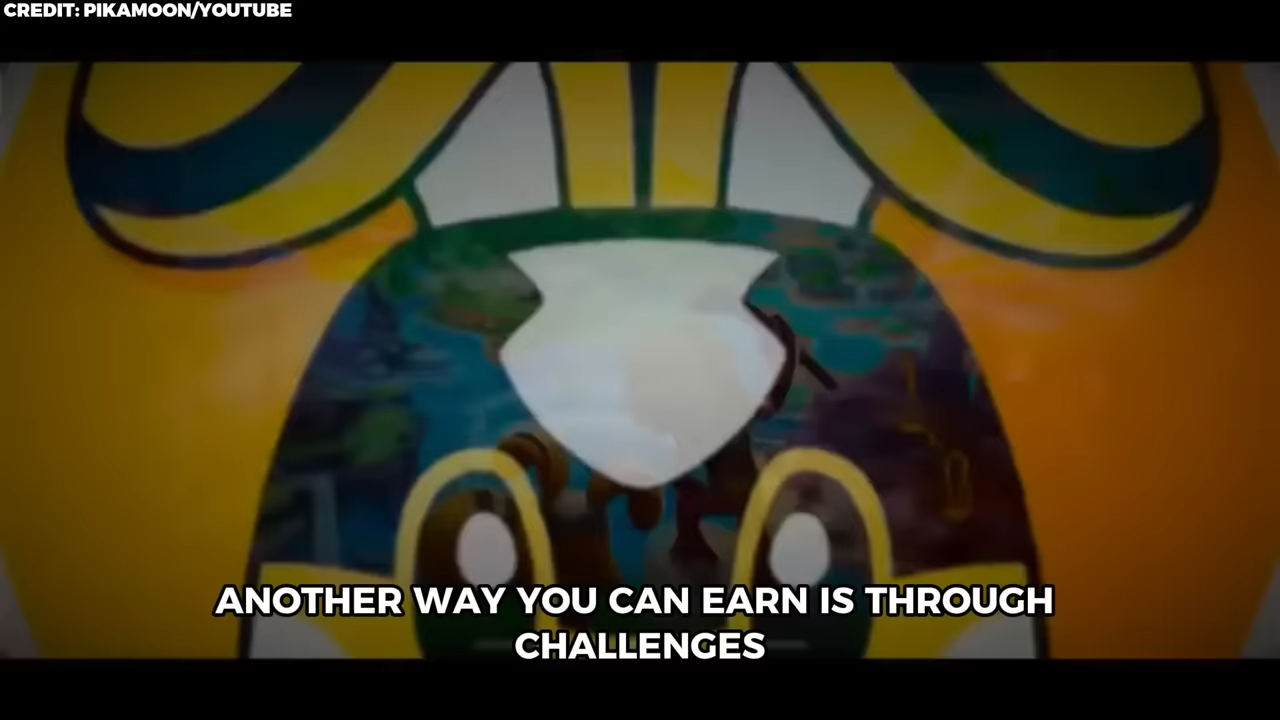 CREDIT: PIKAMOON/YOUTUBE
ANOTHER WAY YOU CAN EARN IS THROUGH
CHALLENGES